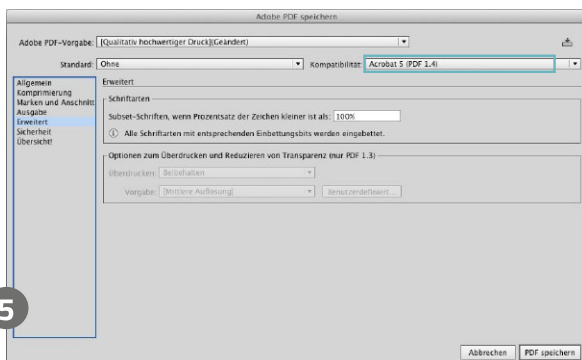 Adobe PDF speichern
Adobe PDF-Vorgabe: [Qualitativ hochwertiger Druck](Geändert)
Standard: Ohne Kompatibilität: Acrobat 5 (PDF 1.4)
Allgemein
Komprimierung
Marken und Anschnitt
Ausgabe
Erweitert
Sicherheit
Übersicht!
Erweitert
Schriftarten
Subset-Schriften, wenn Prozentsatz der Zeichen kleiner ist als: 100%
Alle Schriftarten mit entsprechenden Einbettungsbits werden eingebettet.
Optionen zum Überdrucken und Reduzieren von Transparenz (nur PDF 1.3)
Überdrucken: Beibehalten
Vorgabe: [Mittlere Auflösung] Benutzerdefiniert...
5
Abbrechen PDF speichern